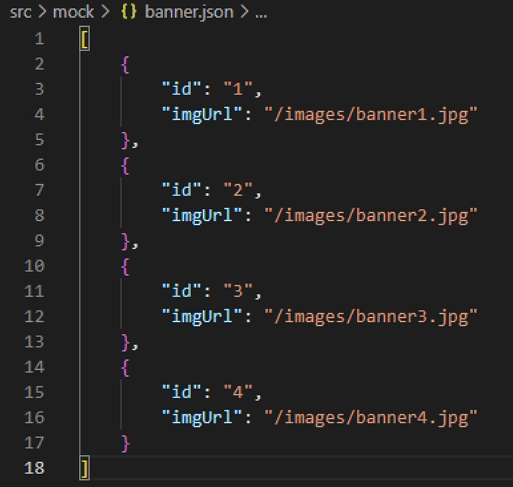 src > mock > {} banner.json > ...
1 [
2     {
3         "id": "1",
4         "imgUrl": "/images/banner1.jpg"
5     },
6     {
7         "id": "2",
8         "imgUrl": "/images/banner2.jpg"
9     },
10     {
11         "id": "3",
12         "imgUrl": "/images/banner3.jpg"
13     },
14     {
15         "id": "4",
16         "imgUrl": "/images/banner4.jpg"
17     }
18 ]